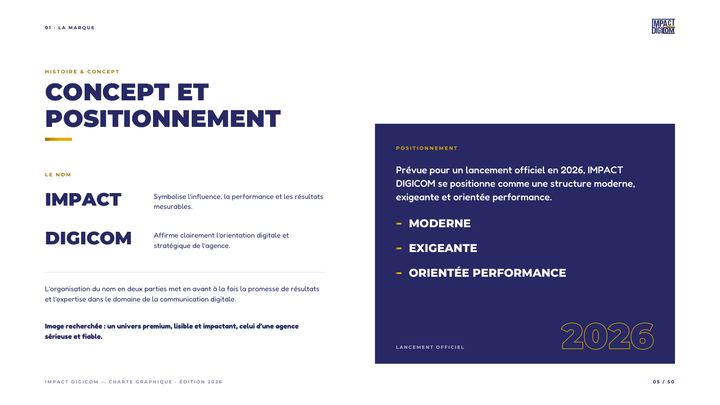 01 : LA MARQUE
IMPACT
DIGICOM
HISTOIRE & CONCEPT
CONCEPT ET
POSITIONNEMENT
LE NOM
IMPACT
Symbolise l'influence, la performance et les résultats
mesurables.
DIGICOM
Affirme clairement l'orientation digitale et
stratégique de l'agence.
L'organisation du nom en deux parties met en avant à la fois la promesse de résultats
et l'expertise dans le domaine de la communication digitale.
Image recherchée : un univers premium, lisible et impactant, celui d'une agence
sérieuse et fiable.
POSITIONNEMENT
Prévue pour un lancement officiel en 2026, IMPACT
DIGICOM se positionne comme une structure moderne,
exigeante et orientée performance.
– MODERNE
– EXIGEANTE
– ORIENTÉE PERFORMANCE
LANCEMENT OFFICIEL
2026
IMPACT DIGICOM — CHARTE GRAPHIQUE · ÉDITION 2026
05 / 50